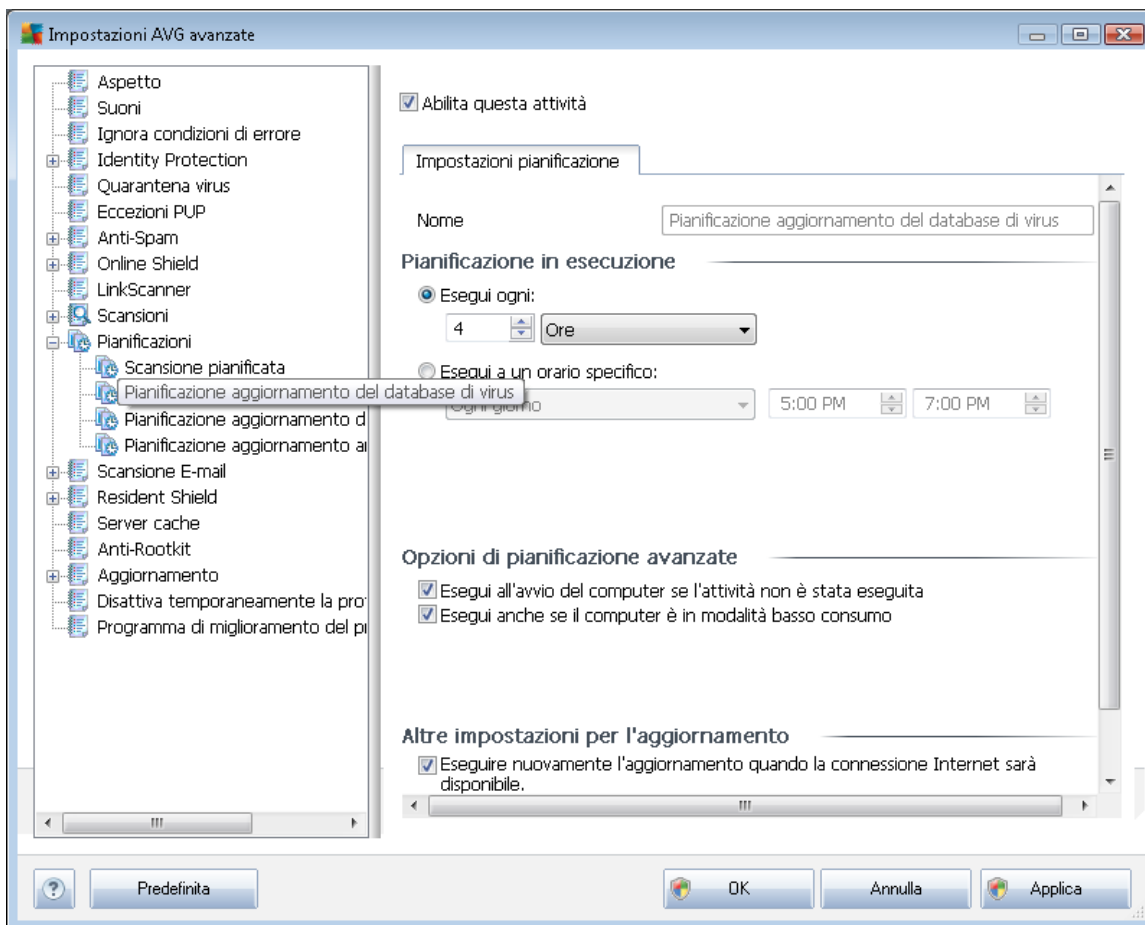 Impostazioni AVG avanzate
Aspetto
Suoni
Ignora condizioni di errore
Identity Protection
Quarantena virus
Eccezioni PUP
Anti-Spam
Online Shield
LinkScanner
Scansioni
Pianificazioni
Scansione pianificata
Pianificazione aggiornamento del database di virus
Pianificazione aggiornamento d
Pianificazione aggiornamento a
Scansione E-mail
Resident Shield
Server cache
Anti-Rootkit
Aggiornamento
Disattiva temporaneamente la pro
Programma di miglioramento del p
Abilita questa attività
Impostazioni pianificazione
Nome
Pianificazione aggiornamento del database di virus
Pianificazione in esecuzione
Esegui ogni:
4 Ore
Esegui a un orario specifico:
Ogni giorno 5:00 PM 7:00 PM
Opzioni di pianificazione avanzate
Esegui all'avvio del computer se l'attività non è stata eseguita
Esegui anche se il computer è in modalità basso consumo
Altre impostazioni per l'aggiornamento
Eseguire nuovamente l'aggiornamento quando la connessione Internet sarà
disponibile.
? Predefinita OK Annulla Applica